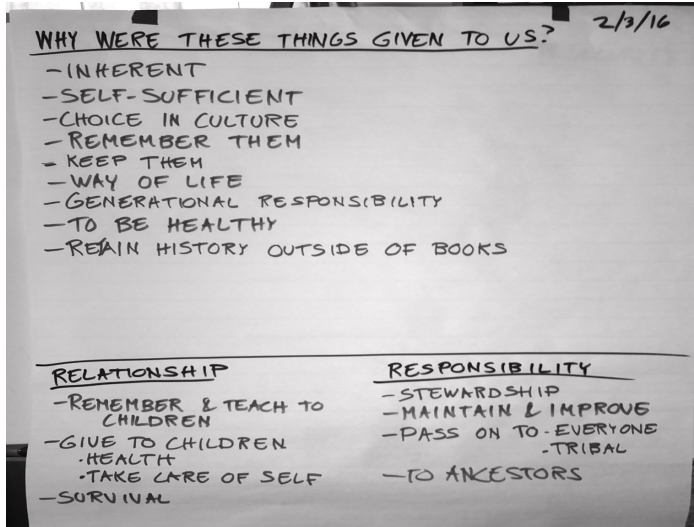 2/3/16
WHY WERE THESE THINGS GIVEN TO US?
- INHERENT
- SELF-SUFFICIENT
- CHOICE IN CULTURE
- REMEMBER THEM
- KEEP THEM
- WAY OF LIFE
- GENERATIONAL RESPONSIBILITY
- TO BE HEALTHY
- RETAIN HISTORY OUTSIDE OF BOOKS
RELATIONSHIP
- REMEMBER & TEACH TO
CHILDREN
- GIVE TO CHILDREN
· HEALTH
· TAKE CARE OF SELF
- SURVIVAL
RESPONSIBILITY
- STEWARDSHIP
- MAINTAIN & IMPROVE
- PASS ON TO - EVERYONE
- TRIBAL
- TO ANCESTORS